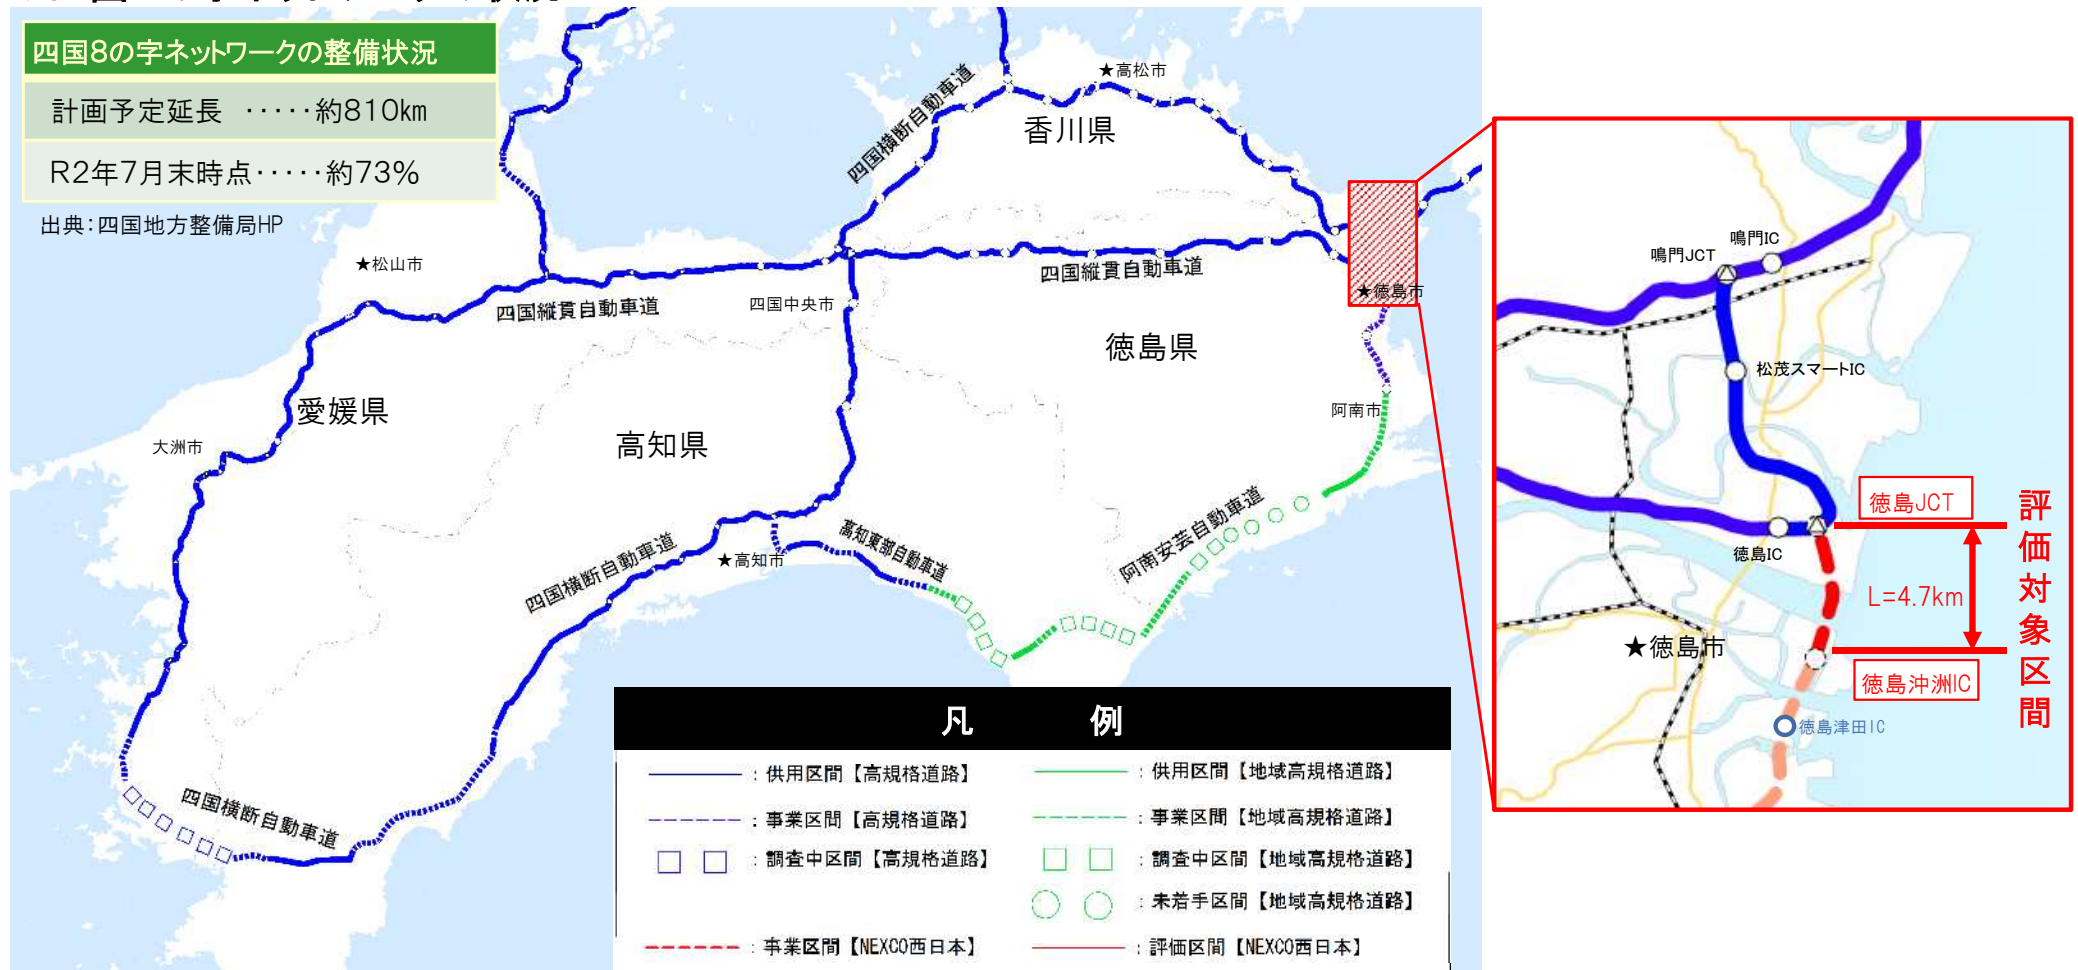 四国8の字ネットワークの整備状況
計画予定延長 ・・・・・約810km
R2年7月末時点・・・・・約73%
出典：四国地方整備局HP
★高松市
四国横断自動車道
香川県
★松山市
四国縦貫自動車道
四国中央市
四国縦貫自動車道
★徳島市
徳島県
愛媛県
阿南市
大洲市
高知県
四国横断自動車道
★高知市
高知東部自動車道
阿南安芸自動車道
四国横断自動車道
凡 例
：供用区間【高規格道路】
：供用区間【地域高規格道路】
：事業区間【高規格道路】
：事業区間【地域高規格道路】
：調査中区間【高規格道路】
：調査中区間【地域高規格道路】
：未着手区間【地域高規格道路】
：事業区間【NEXCO西日本】
：評価区間【NEXCO西日本】
鳴門IC
鳴門JCT
松茂スマートIC
徳島JCT
徳島IC
L=4.7km
★徳島市
徳島沖洲IC
徳島津田IC
評価対象区間